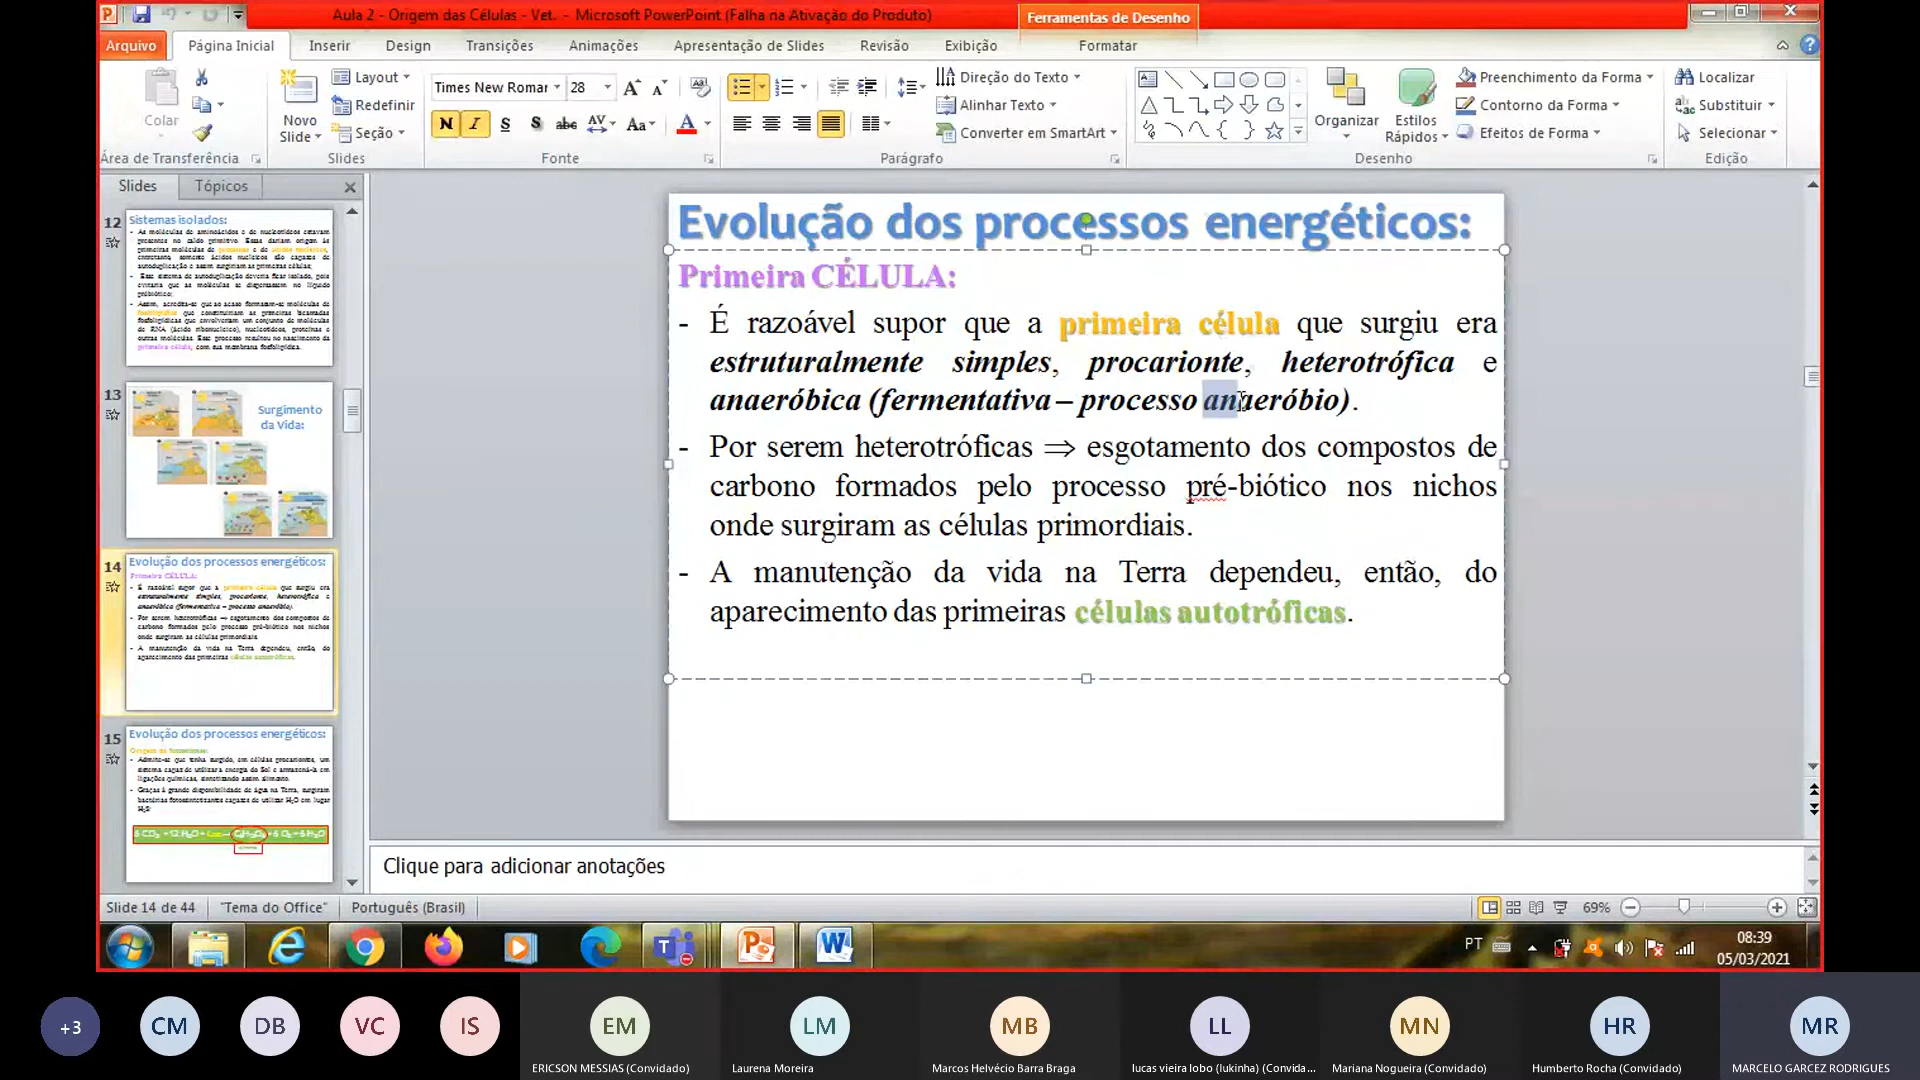 Aula 2 - Origem das Células - Vet. - Microsoft PowerPoint (Falha na Ativação do Produto)
Ferramentas de Desenho
Arquivo
Página Inicial
Inserir
Design
Transições
Animações
Apresentação de Slides
Revisão
Exibição
Formatar
Colar
Área de Transferência
Novo
Slide
Layout
Redefinir
Seção
Slides
Times New Romar
28
N I S S abc AV Aa A
Fonte
Direção do Texto
Alinhar Texto
Converter em SmartArt
Parágrafo
Organizar
Estilos
Rápidos
Preenchimento da Forma
Contorno da Forma
Efeitos de Forma
Desenho
Localizar
Substituir
Selecionar
Edição
Slides
Tópicos
12
Sistemas isolados:
13
Surgimento
da Vida:
14
Evolução dos processos energéticos:
Primeira CÉLULA:
15
Evolução dos processos energéticos:
Evolução dos processos energéticos:
Primeira CÉLULA:
- É razoável supor que a primeira célula que surgiu era
estruturalmente simples, procarionte, heterotrófica e
anaeróbica (fermentativa – processo anaeróbio).
- Por serem heterotróficas ⇒ esgotamento dos compostos de
carbono formados pelo processo pré-biótico nos nichos
onde surgiram as células primordiais.
- A manutenção da vida na Terra dependeu, então, do
aparecimento das primeiras células autotróficas.
Clique para adicionar anotações
Slide 14 de 44
"Tema do Office"
Português (Brasil)
69%
PT
08:39
05/03/2021
+3
CM
DB
VC
IS
EM
LM
MB
LL
MN
HR
MR
ERICSON MESSIAS (Convidado)
Laurena Moreira
Marcos Helvécio Barra Braga
lucas vieira lobo (lukinha) (Convida...
Mariana Nogueira (Convidado)
Humberto Rocha (Convidado)
MARCELO GARCEZ RODRIGUES